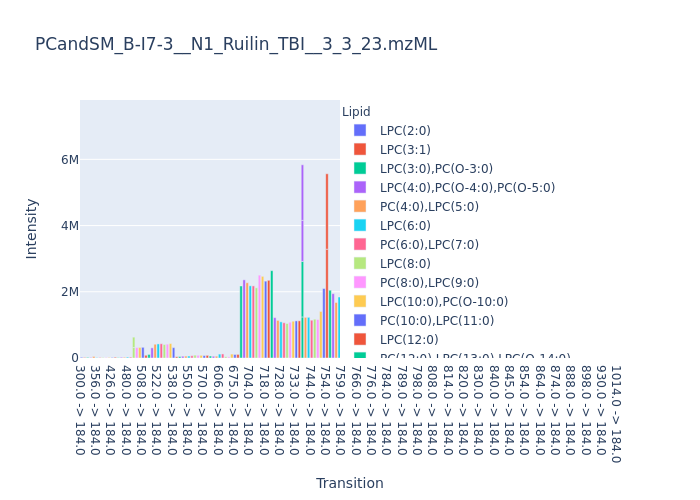 PCandSM_B-I7-3__N1_Ruilin_TBI__3_3_23.mzML
Lipid
LPC(2:0)
LPC(3:1)
LPC(3:0),PC(O-3:0)
LPC(4:0),PC(O-4:0),PC(O-5:0)
PC(4:0),LPC(5:0)
LPC(6:0)
PC(6:0),LPC(7:0)
LPC(8:0)
PC(8:0),LPC(9:0)
LPC(10:0),PC(O-10:0)
PC(10:0),LPC(11:0)
LPC(12:0)
PC(12:0),LPC(13:0),LPC(O-14:0)
6M
4M
2M
0
Intensity
300.0 -> 184.0
356.0 -> 184.0
426.0 -> 184.0
480.0 -> 184.0
508.0 -> 184.0
522.0 -> 184.0
538.0 -> 184.0
550.0 -> 184.0
570.0 -> 184.0
606.0 -> 184.0
675.0 -> 184.0
704.0 -> 184.0
718.0 -> 184.0
728.0 -> 184.0
733.0 -> 184.0
744.0 -> 184.0
754.0 -> 184.0
759.0 -> 184.0
766.0 -> 184.0
776.0 -> 184.0
784.0 -> 184.0
789.0 -> 184.0
798.0 -> 184.0
808.0 -> 184.0
814.0 -> 184.0
820.0 -> 184.0
830.0 -> 184.0
840.0 -> 184.0
845.0 -> 184.0
854.0 -> 184.0
864.0 -> 184.0
874.0 -> 184.0
888.0 -> 184.0
898.0 -> 184.0
930.0 -> 184.0
1014.0 -> 184.0
Transition